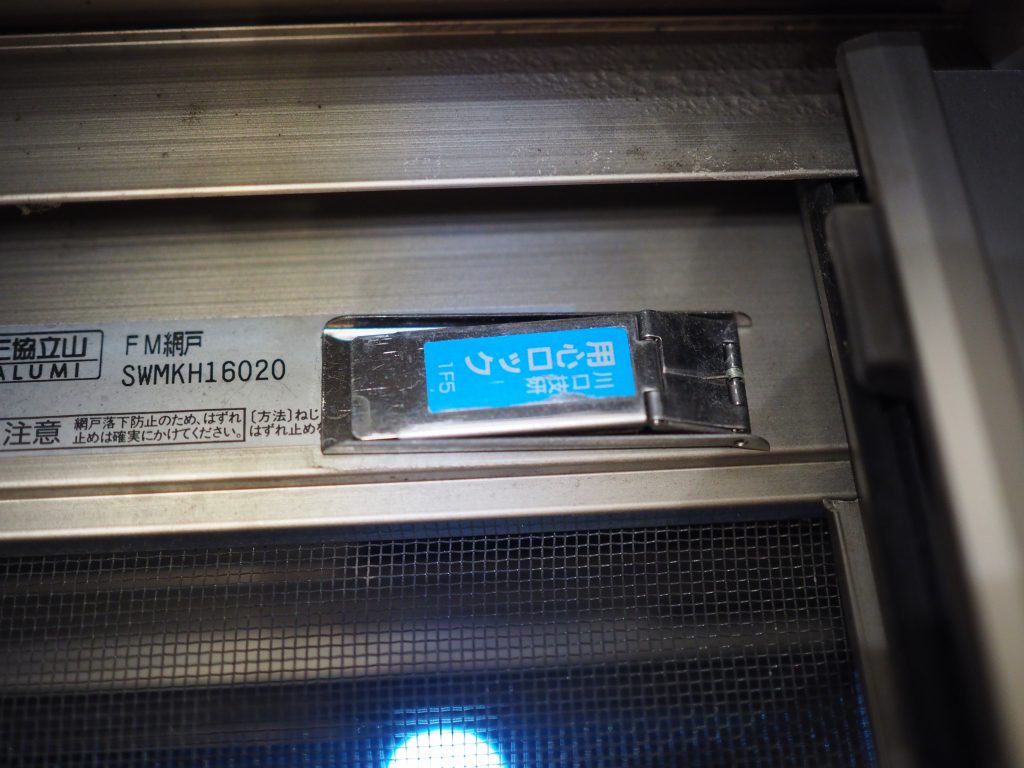 三協立山
ALUMI
FM網戸
SWMKH16020
注意
網戸落下防止のため、はずれ
止めは確実にかけてください。
〔方法〕ねじ
はずれ止めを
用心ロック
川口技研
1F5